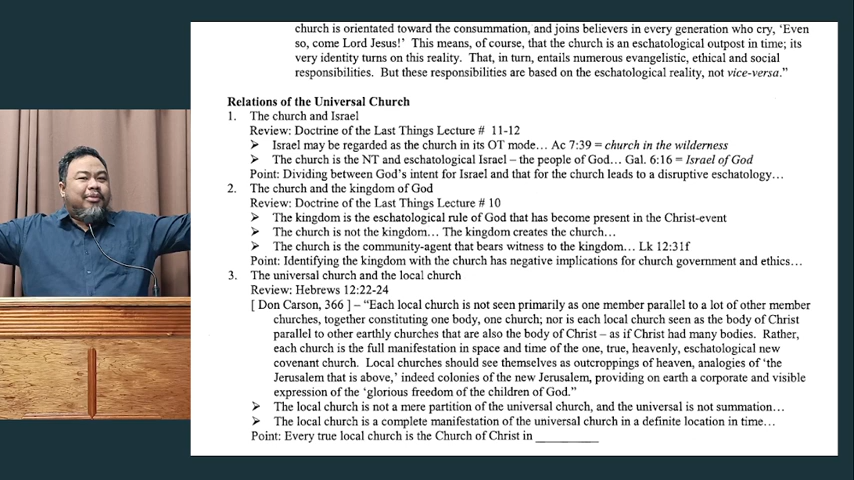 church is orientated toward the consummation, and joins believers in every generation who cry, ‘Even
so, come Lord Jesus!’ This means, of course, that the church is an eschatological outpost in time; its
very identity turns on this reality. That, in turn, entails numerous evangelistic, ethical and social
responsibilities. But these responsibilities are based on the eschatological reality, not vice-versa.”
Relations of the Universal Church
1. The church and Israel
Review: Doctrine of the Last Things Lecture # 11-12
➢ Israel may be regarded as the church in its OT mode… Ac 7:39 = church in the wilderness
➢ The church is the NT and eschatological Israel – the people of God… Gal. 6:16 = Israel of God
Point: Dividing between God’s intent for Israel and that for the church leads to a disruptive eschatology…
2. The church and the kingdom of God
Review: Doctrine of the Last Things Lecture # 10
➢ The kingdom is the eschatological rule of God that has become present in the Christ-event
➢ The church is not the kingdom… The kingdom creates the church…
➢ The church is the community-agent that bears witness to the kingdom… Lk 12:31f
Point: Identifying the kingdom with the church has negative implications for church government and ethics…
3. The universal church and the local church
Review: Hebrews 12:22-24
[ Don Carson, 366 ] – “Each local church is not seen primarily as one member parallel to a lot of other member
churches, together constituting one body, one church; nor is each local church seen as the body of Christ
parallel to other earthly churches that are also the body of Christ – as if Christ had many bodies. Rather,
each church is the full manifestation in space and time of the one, true, heavenly, eschatological new
covenant church. Local churches should see themselves as outcroppings of heaven, analogies of ‘the
Jerusalem that is above,’ indeed colonies of the new Jerusalem, providing on earth a corporate and visible
expression of the ‘glorious freedom of the children of God.”
➢ The local church is not a mere partition of the universal church, and the universal is not summation…
➢ The local church is a complete manifestation of the universal church in a definite location in time…
Point: Every true local church is the Church of Christ in __________